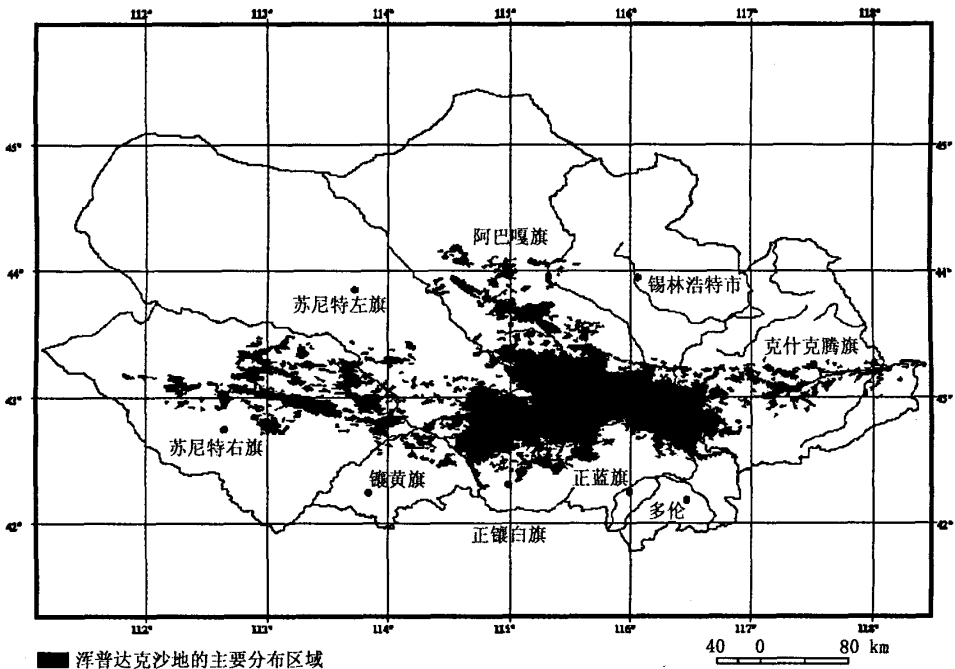 112° 113° 114° 115° 116° 117° 118°
45° 45°
阿巴嘎旗
44° 44°
锡林浩特市
苏尼特左旗
克什克腾旗
43° 43°
苏尼特右旗
镶黄旗 正蓝旗
多伦
42° 42°
正镶白旗
112° 113° 114° 115° 116° 117° 118°
浑普达克沙地的主要分布区域
40 0 80 km